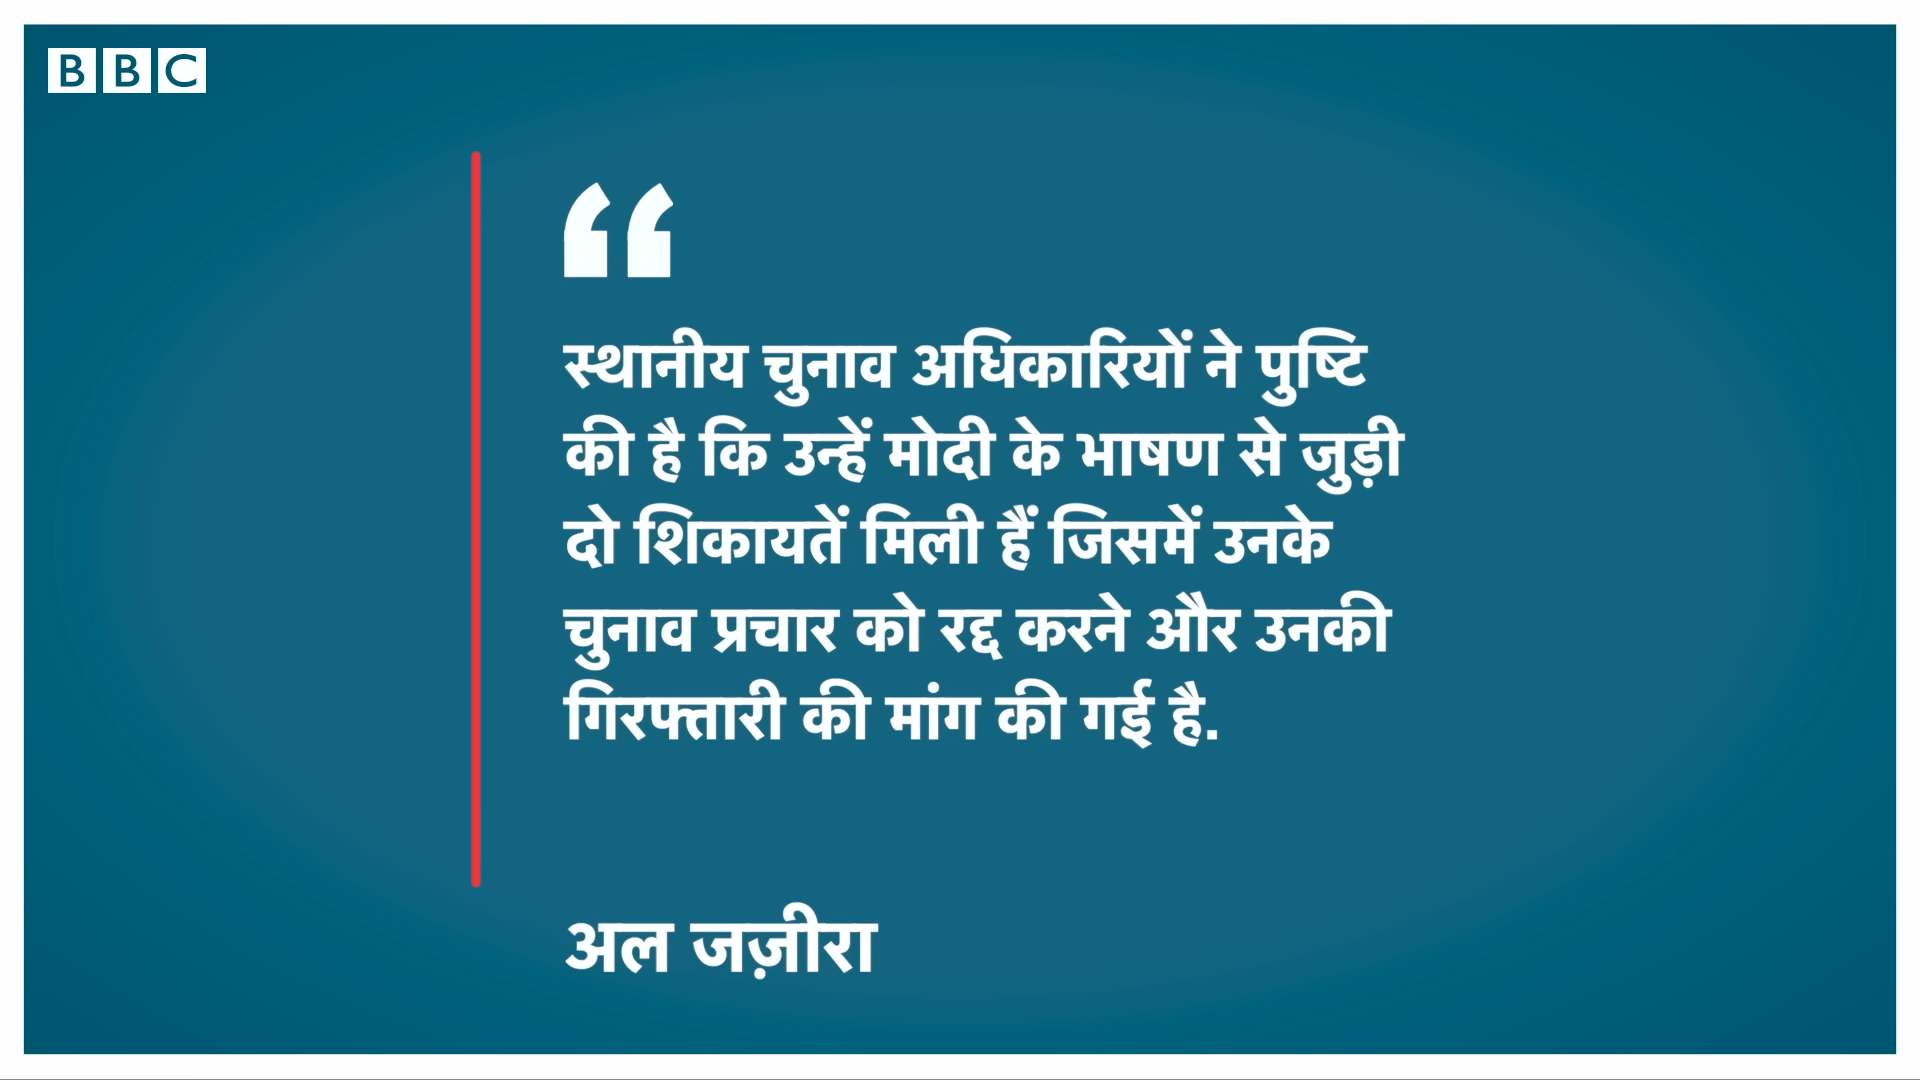 BBC
“
स्थानीय चुनाव अधिकारियों ने पुष्टि
की है कि उन्हें मोदी के भाषण से जुड़ी
दो शिकायतें मिली हैं जिसमें उनके
चुनाव प्रचार को रद्द करने और उनकी
गिरफ्तारी की मांग की गई है.
अल जज़ीरा